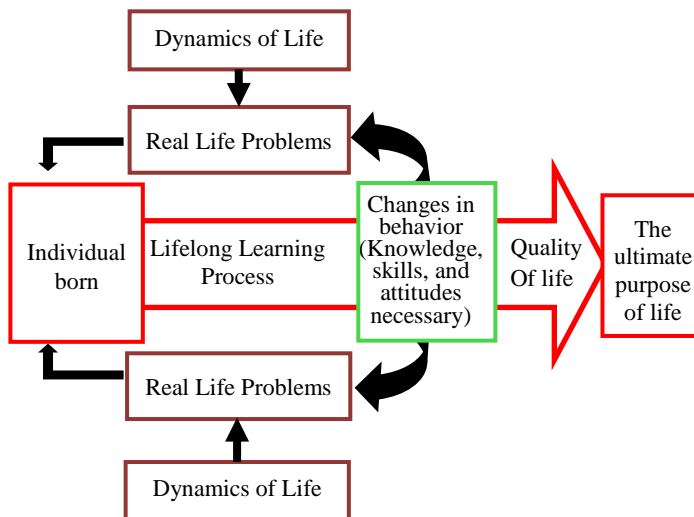 Dynamics of Life
Real Life Problems
Individual
born
Lifelong Learning
Process
Changes in
behavior
(Knowledge,
skills, and
attitudes
necessary)
Quality
Of life
The
ultimate
purpose
of life
Real Life Problems
Dynamics of Life